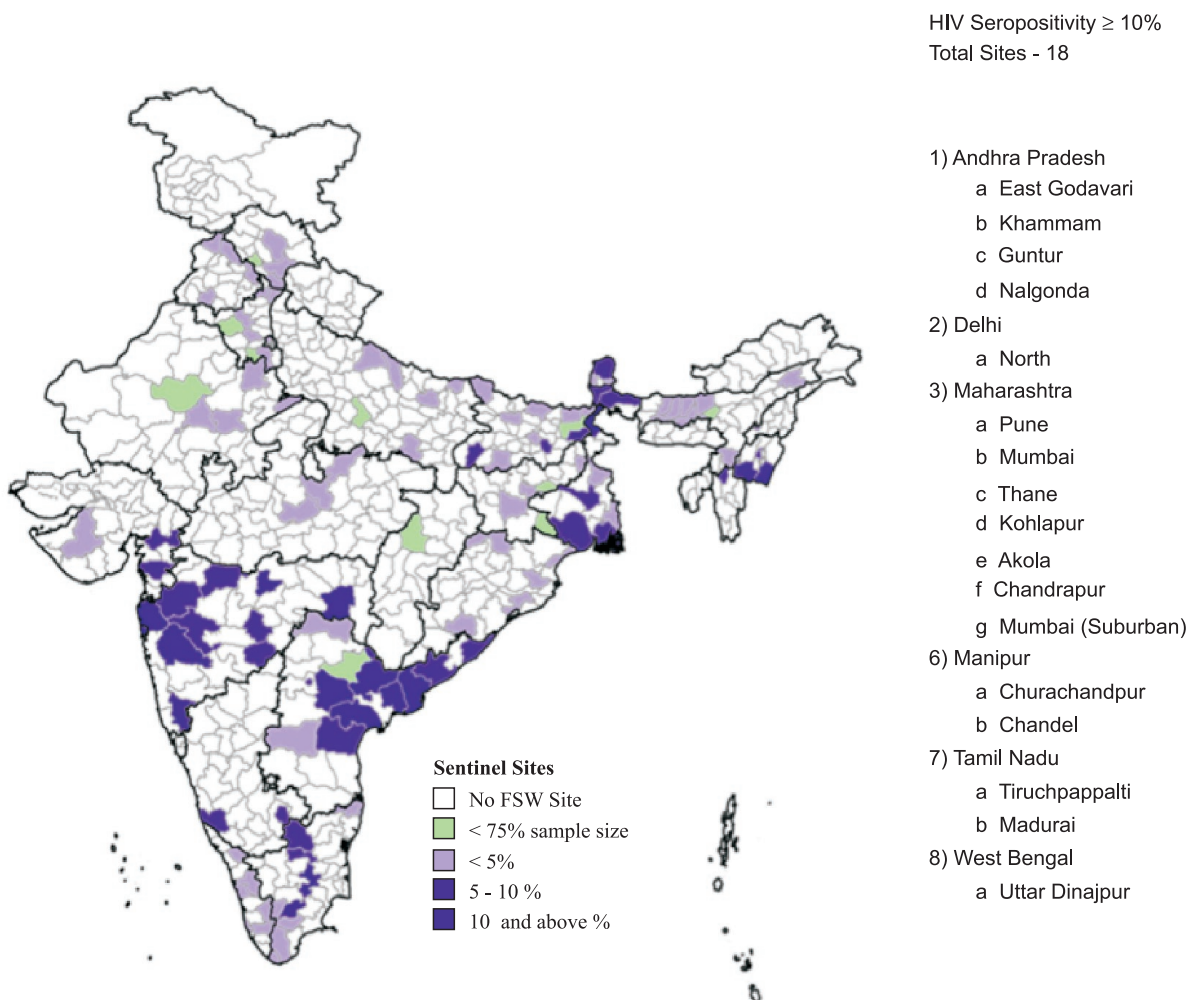 HIV Seropositivity ≥ 10%
Total Sites - 18
1) Andhra Pradesh
a East Godavari
b Khammam
c Guntur
d Nalgonda
2) Delhi
a North
3) Maharashtra
a Pune
b Mumbai
c Thane
d Kohlapur
e Akola
f Chandrapur
g Mumbai (Suburban)
6) Manipur
a Churachandpur
b Chandel
7) Tamil Nadu
a Tiruchpappalti
b Madurai
8) West Bengal
a Uttar Dinajpur
Sentinel Sites
No FSW Site
< 75% sample size
< 5%
5 - 10 %
10 and above %